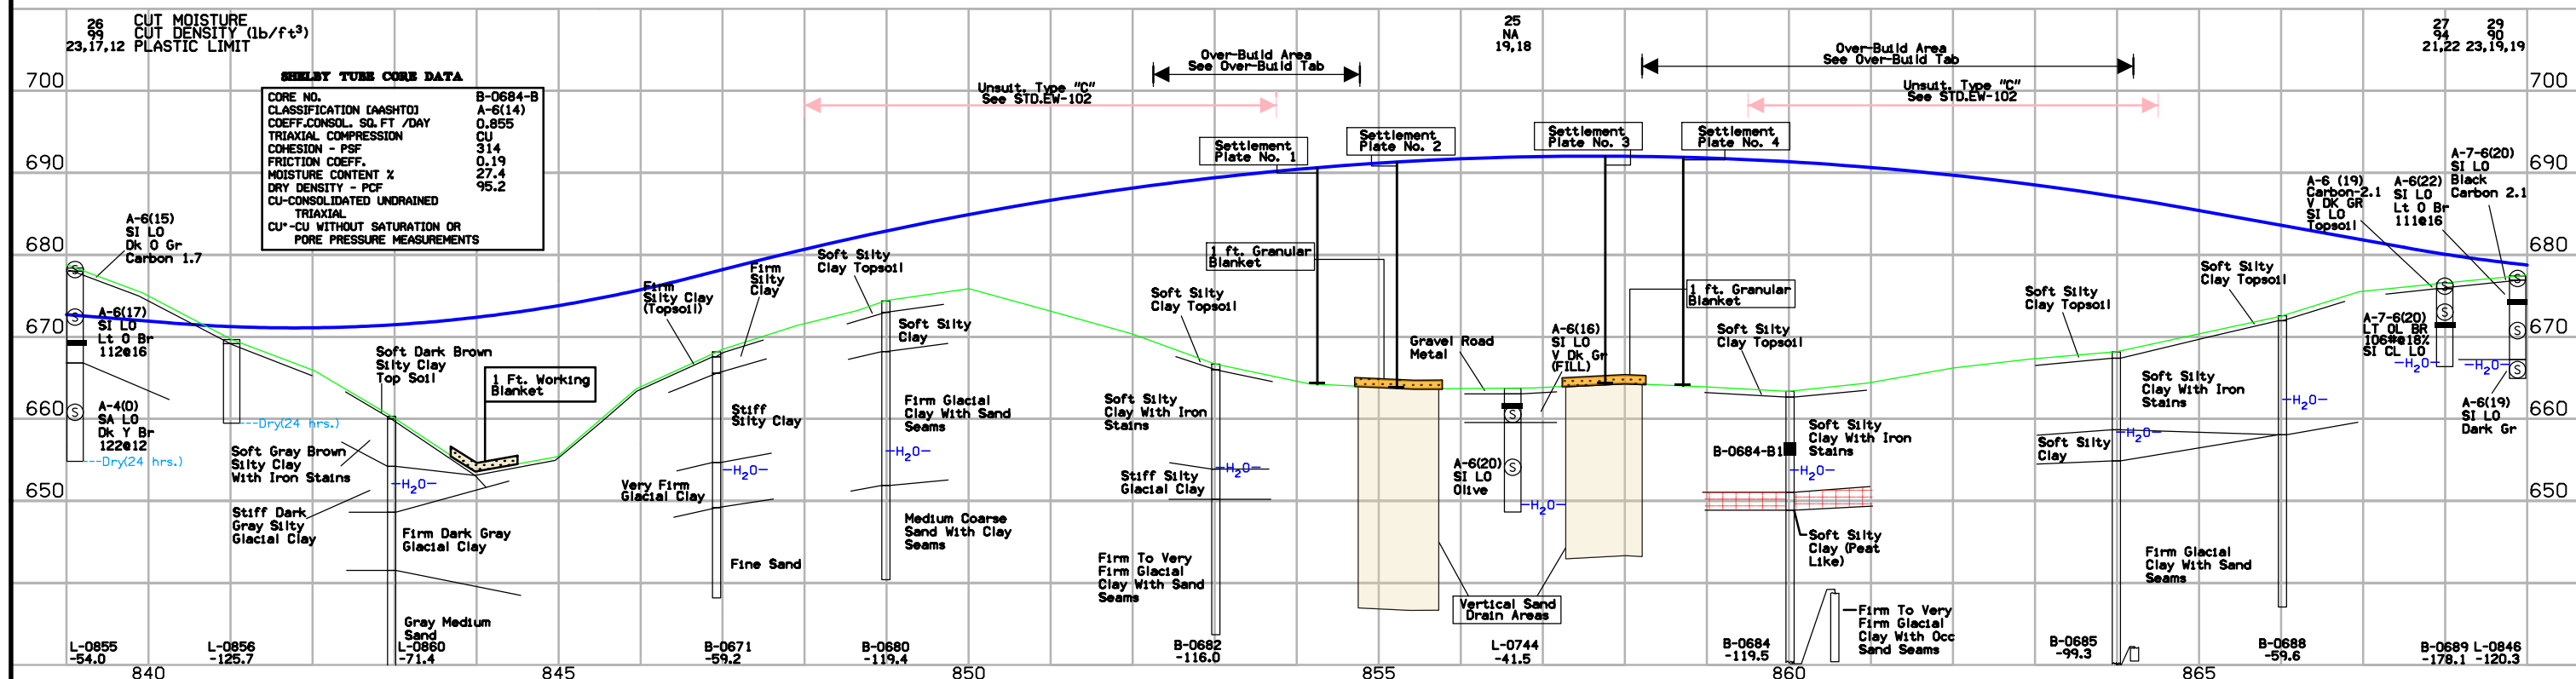 26 CUT MOISTURE
99 CUT DENSITY (lb/ft³)
23,17,12 PLASTIC LIMIT
25
NA
19,18
27 29
94 90
21,22 23,19,19
Over-Build Area
See Over-Build Tab
Over-Build Area
See Over-Build Tab
Unsuit. Type "C"
See STD.EW-102
Unsuit. Type "C"
See STD.EW-102
700
690
680
670
660
650
700
690
680
670
660
650
SHELBY TUBE CORE DATA
CORE NO. B-0684-B
CLASSIFICATION [AASHTO] A-6(14)
COEFF.CONSOL. SQ.FT /DAY 0.855
TRIAXIAL COMPRESSION CU
COHESION - PSF 314
FRICTION COEFF. 0.19
MOISTURE CONTENT % 27.4
DRY DENSITY - PCF 95.2
CU-CONSOLIDATED UNDRAINED
TRIAXIAL
CU*-CU WITHOUT SATURATION OR
PORE PRESSURE MEASUREMENTS
Settlement
Plate No. 1
Settlement
Plate No. 2
Settlement
Plate No. 3
Settlement
Plate No. 4
A-6(15)
SI LO
Dk O Gr
Carbon 1.7
S
S
A-6(17)
SI LO
Lt O Br
112@16
S
A-4(0)
SA LO
Dk Y Br
122@12
Dry(24 hrs.)
Dry(24 hrs.)
Soft Dark Brown
Silty Clay
Top Soil
Soft Gray Brown
Silty Clay
With Iron Stains
Stiff Dark
Gray Silty
Glacial Clay
H2O
Firm Dark Gray
Glacial Clay
Gray Medium
Sand
1 Ft. Working
Blanket
Firm
Silty Clay
(Topsoil)
Firm
Silty
Clay
Stiff
Silty Clay
H2O
Very Firm
Glacial Clay
Fine Sand
Soft Silty
Clay Topsoil
Soft Silty
Clay
Firm Glacial
Clay With Sand
Seams
H2O
Medium Coarse
Sand With Clay
Seams
Soft Silty
Clay Topsoil
Soft Silty
Clay With Iron
Stains
H2O
Stiff Silty
Glacial Clay
Firm To Very
Firm Glacial
Clay With Sand
Seams
1 ft. Granular
Blanket
1 ft. Granular
Blanket
Gravel Road
Metal
A-6(16)
SI LO
V Dk Gr
(FILL)
S
S
A-6(20)
SI LO
Olive
H2O
Vertical Sand
Drain Areas
Soft Silty
Clay Topsoil
B-0684-B1
Soft Silty
Clay With Iron
Stains
H2O
Soft Silty
Clay (Peat
Like)
Firm To Very
Firm Glacial
Clay With Occ
Sand Seams
Soft Silty
Clay Topsoil
Soft Silty
Clay
H2O
Soft Silty
Clay With Iron
Stains
Firm Glacial
Clay With Sand
Seams
Soft Silty
Clay Topsoil
H2O
A-6 (19)
Carbon-2.1
V DK GR
SI LO
Topsoil
A-6(22)
SI LO
Lt O Br
111@16
A-7-6(20)
SI LO
Black
Carbon 2.1
S
S
A-7-6(20)
LT OL BR
106#@18%
SI CL LO
H2O
S
S
S
H2O
A-6(19)
SI LO
Dark Gr
L-0855
-54.0
L-0856
-125.7
L-0860
-71.4
B-0671
-59.2
B-0680
-119.4
B-0682
-116.0
L-0744
-41.5
B-0684
-119.5
B-0685
-99.3
B-0688
-59.6
B-0689 L-0846
-178.1 -120.3
840 845 850 855 860 865